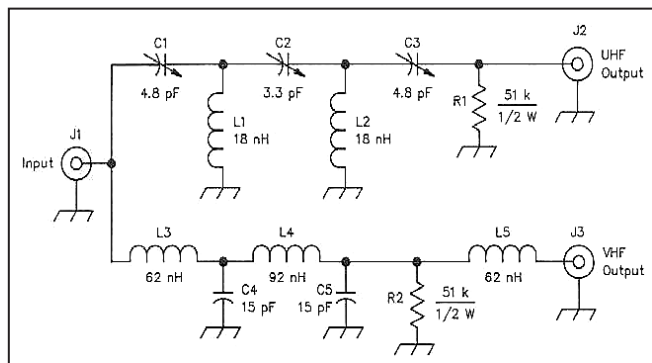 C1
C2
C3
J2
UHF
Output
4.8 pF
3.3 pF
4.8 pF
R1
51 k
1/2 W
L1
18 nH
L2
18 nH
J1
Input
L3
L4
L5
J3
VHF
Output
62 nH
92 nH
62 nH
C4
15 pF
C5
15 pF
R2
51 k
1/2 W